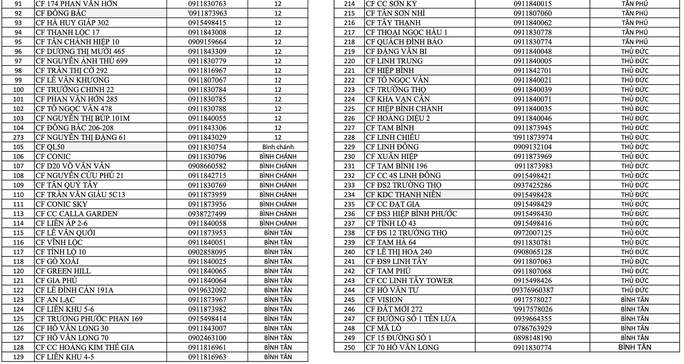 91 CF 174 PHAN VĂN HỚN 0911830763 12
92 CF ĐÔNG BẮC '0911873963 12
93 CF HÀ HUY GIÁP 302 0915498415 12
94 CF THẠNH LỘC 17 0911843008 12
95 CF TÂN CHÁNH HIỆP 10 0909159664 12
96 CF DƯƠNG THỊ MƯỜI 465 0911843309 12
97 CF NGUYỄN ẢNH THỦ 699 0911830779 12
98 CF TRẦN THỊ CỜ 292 0911816967 12
99 CF LÊ VĂN KHƯƠNG 0911807067 12
100 CF TRƯỜNG CHINH 22 0911830784 12
101 CF PHAN VĂN HỚN 285 0911830785 12
102 CF TÔ NGỌC VÂN 478 0911830788 12
103 CF NGUYỄN THỊ BÚP 101M 0911840055 12
104 CF ĐÔNG BẮC 206-208 0911843306 12
273 CF NGUYỄN THỊ ĐẶNG 61 0911843029 12
105 CF QL50 0911830754 Bình chánh
106 CF CONIC 0911830796 BÌNH CHÁNH
107 CF D20 VÕ VĂN VÂN 0908660582 BÌNH CHÁNH
108 CF NGUYỄN CỬU PHÚ 21 0911842715 BÌNH CHÁNH
109 CF TÂN QUÝ TÂY 0911830769 BÌNH CHÁNH
110 CF TRẦN VĂN GIÀU 5C13 0911873959 BÌNH CHÁNH
111 CF CONIC SKY 0911873956 BÌNH CHÁNH
113 CF CC CALLA GARDEN 0938727499 BÌNH CHÁNH
114 CF LIÊN ẤP 2-6 0911840058 BÌNH CHÁNH
115 CF LÊ VĂN QUỚI 0911873953 BÌNH TÂN
116 CF VĨNH LỘC 0911840051 BÌNH TÂN
117 CF TỈNH LỘ 10 0902858095 BÌNH TÂN
118 CF GÒ XOÀI 0911840025 BÌNH TÂN
120 CF GREEN HILL 0911840065 BÌNH TÂN
121 CF GIA PHÚ 0911840064 BÌNH TÂN
122 CF LÊ ĐÌNH CẨN 191A 0919632092 BÌNH TÂN
123 CF AN LẠC 0911873967 BÌNH TÂN
124 CF LIÊN KHU 5-6 0911873982 BÌNH TÂN
125 CF TRƯƠNG PHƯỚC PHAN 169 0915498414 BÌNH TÂN
126 CF HỒ VĂN LONG 30 0911843007 BÌNH TÂN
127 CF HỒ VĂN LONG 70 0902463100 BÌNH TÂN
128 CF CC HOÀNG KIM THẾ GIA 0911816961 BÌNH TÂN
129 CF LIÊN KHU 4-5 0911816963 BÌNH TÂN
214 CF CC SƠN KỲ 0911840015 TÂN PHÚ
215 CF TÂN SƠN NHÌ 0911807060 TÂN PHÚ
216 CF TÂY THẠNH 0911840062 TÂN PHÚ
217 CF THOẠI NGỌC HẦU 1 0911830778 TÂN PHÚ
218 CF QUÁCH ĐÌNH BẢO 0911830774 TÂN PHÚ
219 CF ĐẶNG VĂN BI 0911840048 THỦ ĐỨC
220 CF LINH TRUNG 0911840005 THỦ ĐỨC
221 CF HIỆP BÌNH 0911842701 THỦ ĐỨC
222 CF TÔ NGỌC VÂN 0911840021 THỦ ĐỨC
223 CF TRƯỜNG THỌ 0911840039 THỦ ĐỨC
224 CF KHA VẠN CÂN 0911840071 THỦ ĐỨC
225 CF HIỆP BÌNH CHÁNH 0911840035 THỦ ĐỨC
226 CF HOÀNG DIỆU 2 0911840046 THỦ ĐỨC
227 CF TAM BÌNH 0911873945 THỦ ĐỨC
228 CF LINH CHIỂU 0911873974 THỦ ĐỨC
229 CF LINH ĐÔNG 0909132104 THỦ ĐỨC
230 CF XUÂN HIỆP 0911873969 THỦ ĐỨC
231 CF TAM BÌNH 196 0911873983 THỦ ĐỨC
232 CF CC 4S LINH ĐÔNG 0915498421 THỦ ĐỨC
233 CF ĐS2 TRƯỜNG THỌ 0937425286 THỦ ĐỨC
234 CF KDC THANH NIÊN 0915498428 THỦ ĐỨC
235 CF CC ĐẠT GIA 0915498429 THỦ ĐỨC
236 CF ĐS3 HIỆP BÌNH PHƯỚC 0915498430 THỦ ĐỨC
237 CF TỈNH LỘ 43 0915498416 THỦ ĐỨC
238 CF ĐS 12 TRƯỜNG THỌ 0972007125 THỦ ĐỨC
239 CF TAM HÀ 64 0911830781 THỦ ĐỨC
240 CF LÊ THỊ HOA 240 0908065128 THỦ ĐỨC
241 CF ĐS9 LINH TÂY 0911807063 THỦ ĐỨC
242 CF TAM PHÚ 0911807068 THỦ ĐỨC
243 CF CC LINH TÂY TOWER 0915498426 THỦ ĐỨC
244 CF HỒ VĂN TƯ 09376960387 THỦ ĐỨC
245 CF VISION 0917578027 BÌNH TÂN
246 CF ĐẤT MỚI 272 '0917578026 BÌNH TÂN
247 CF ĐƯỜNG SỐ 1 TÊN LỬA 0939664355 BÌNH TÂN
248 CF MÃ LÒ 0786763929 BÌNH TÂN
249 CF 15 ĐƯỜNG SỐ 1 0898148190 BÌNH TÂN
250 CF 70 HỒ VĂN LONG 0911830774 BÌNH TÂN